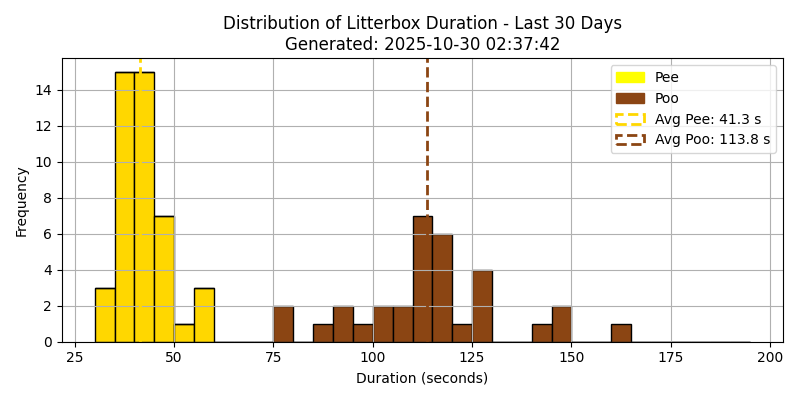 Distribution of Litterbox Duration - Last 30 Days
Generated: 2025-10-30 02:37:42
Pee
Poo
Avg Pee: 41.3 s
Avg Poo: 113.8 s
Frequency
14
12
10
8
6
4
2
0
25 50 75 100 125 150 175 200
Duration (seconds)